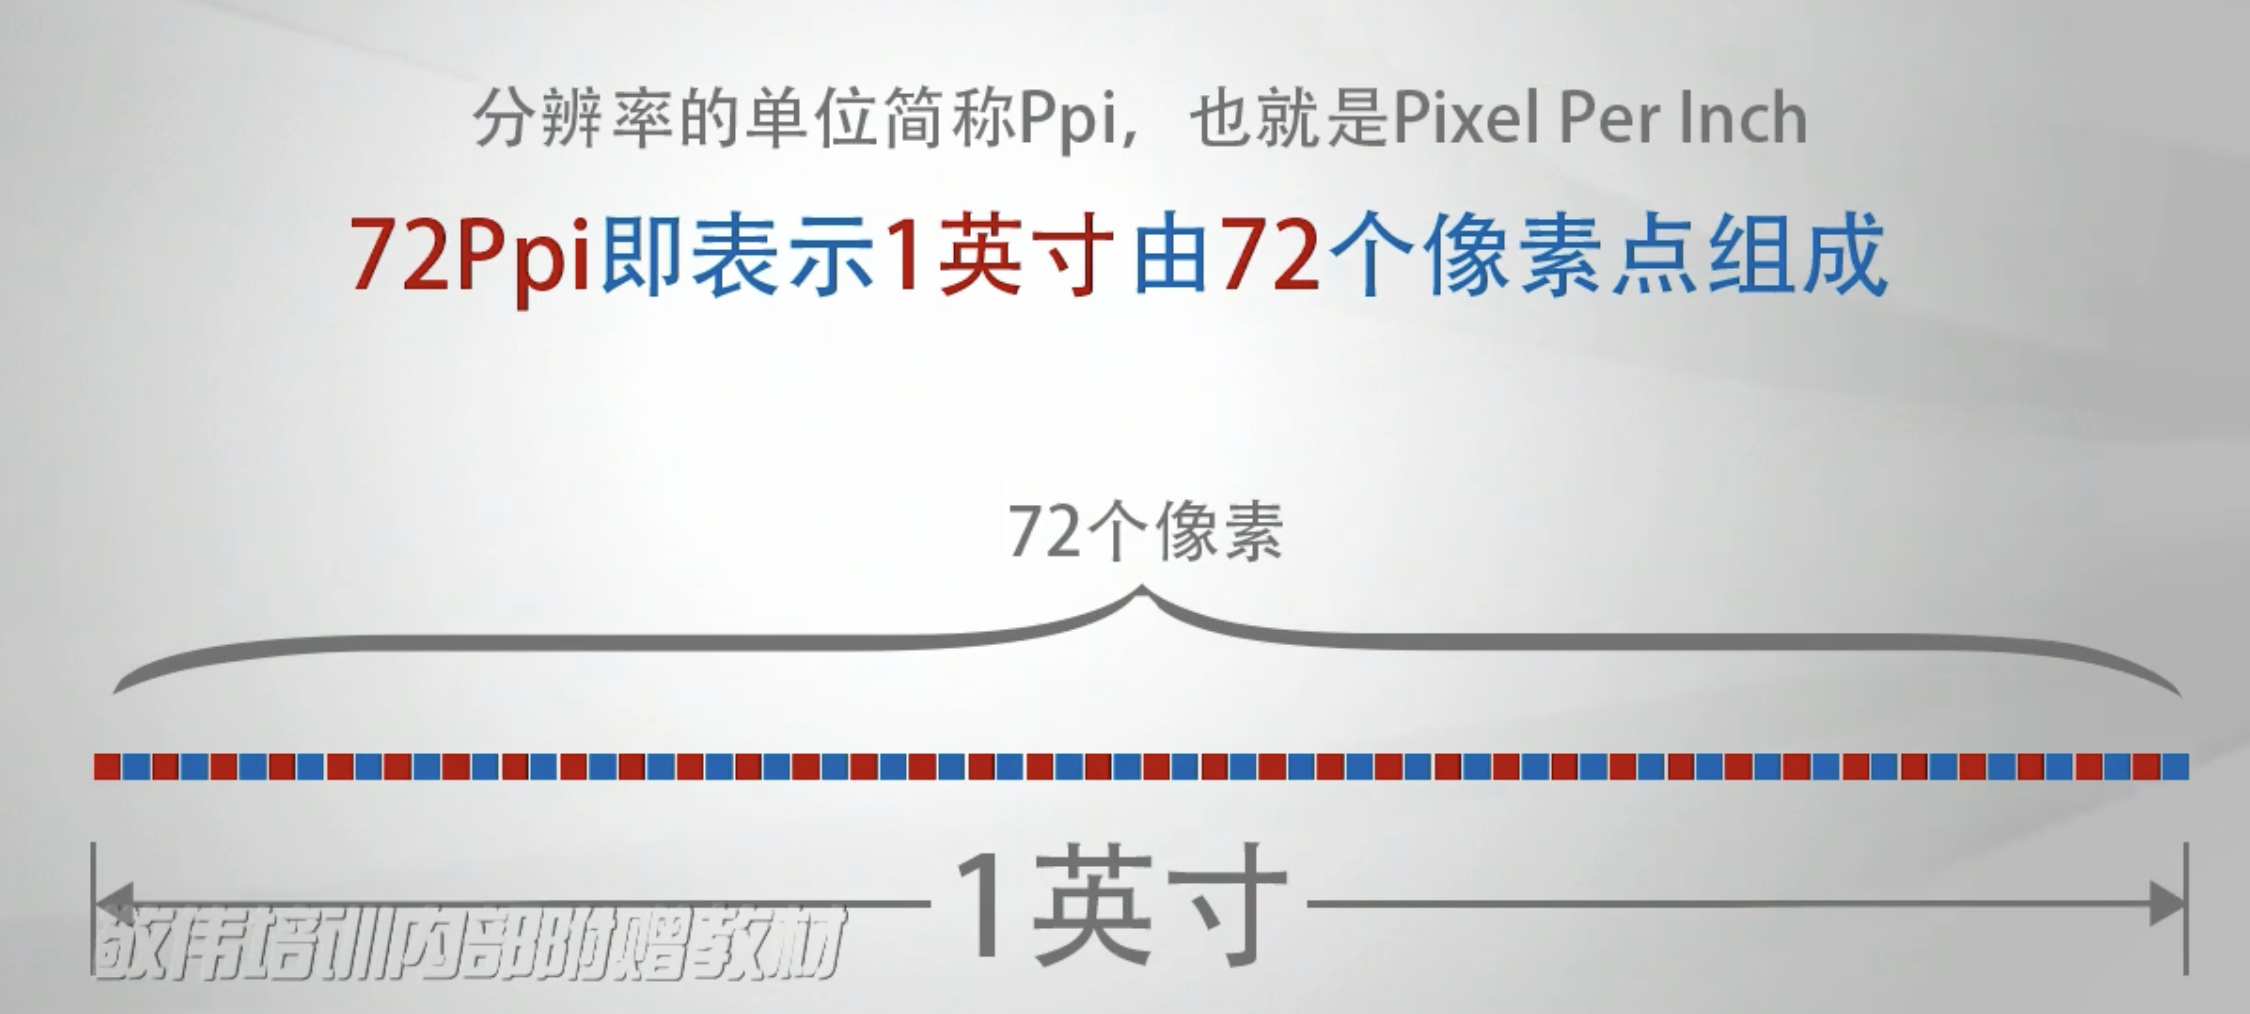 分辨率的单位简称Ppi，也就是Pixel Per Inch
72Ppi即表示1英寸由72个像素点组成
72个像素
1英寸
敬伟培训内部附赠教材